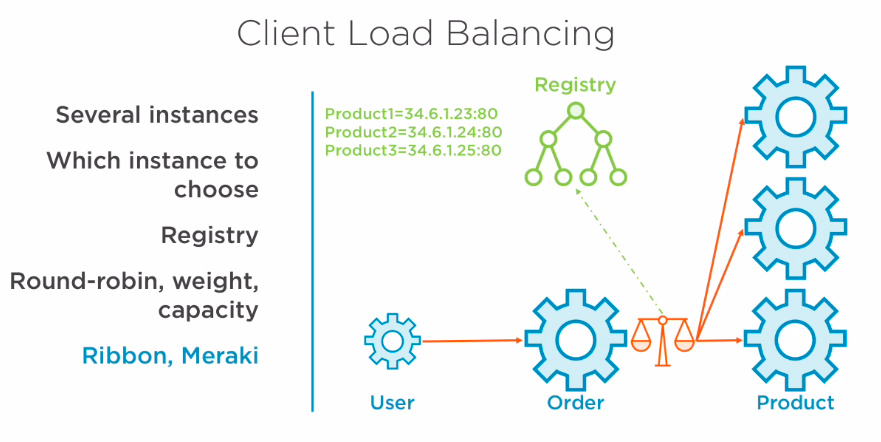 Client Load Balancing
Several instances
Which instance to
choose
Registry
Round-robin, weight,
capacity
Ribbon, Meraki
Registry
Product1=34.6.1.23:80
Product2=34.6.1.24:80
Product3=34.6.1.25:80
User
Order
Product